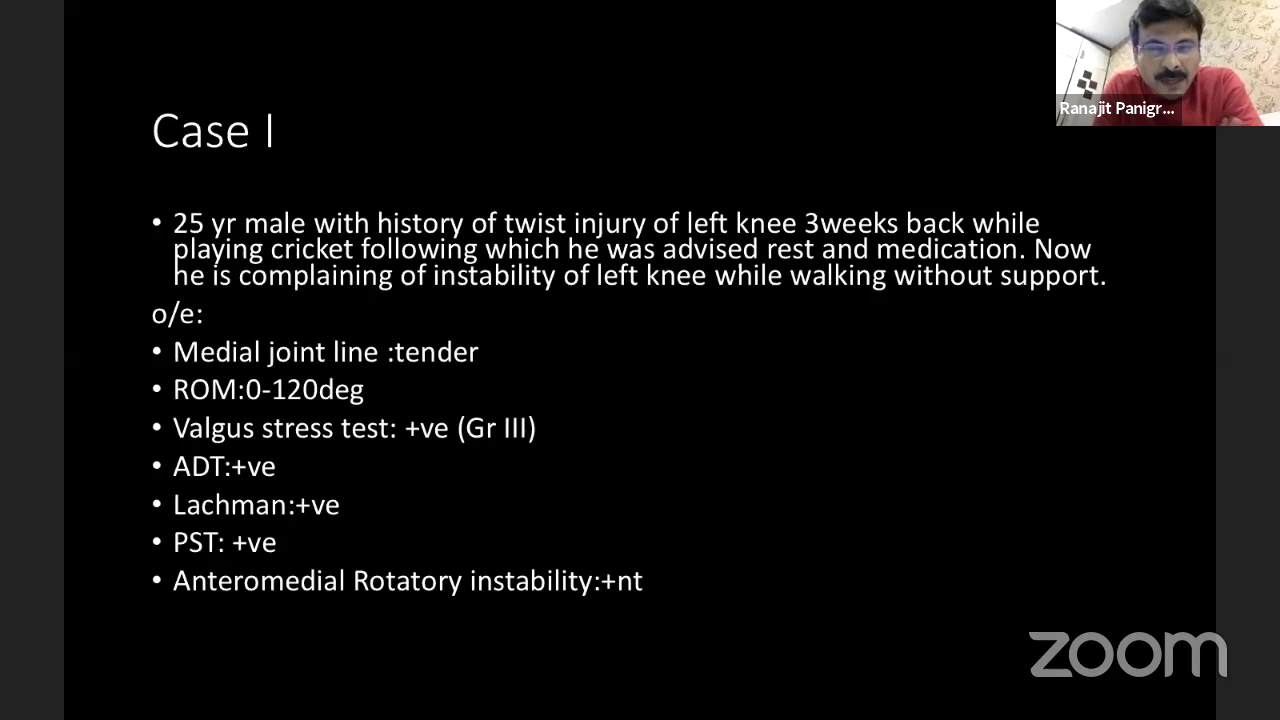 Ranajit Panigr...
Case I
• 25 yr male with history of twist injury of left knee 3weeks back while
playing cricket following which he was advised rest and medication. Now
he is complaining of instability of left knee while walking without support.
o/e:
• Medial joint line :tender
• ROM:0-120deg
• Valgus stress test: +ve (Gr III)
• ADT:+ve
• Lachman:+ve
• PST: +ve
• Anteromedial Rotatory instability:+nt
zoom